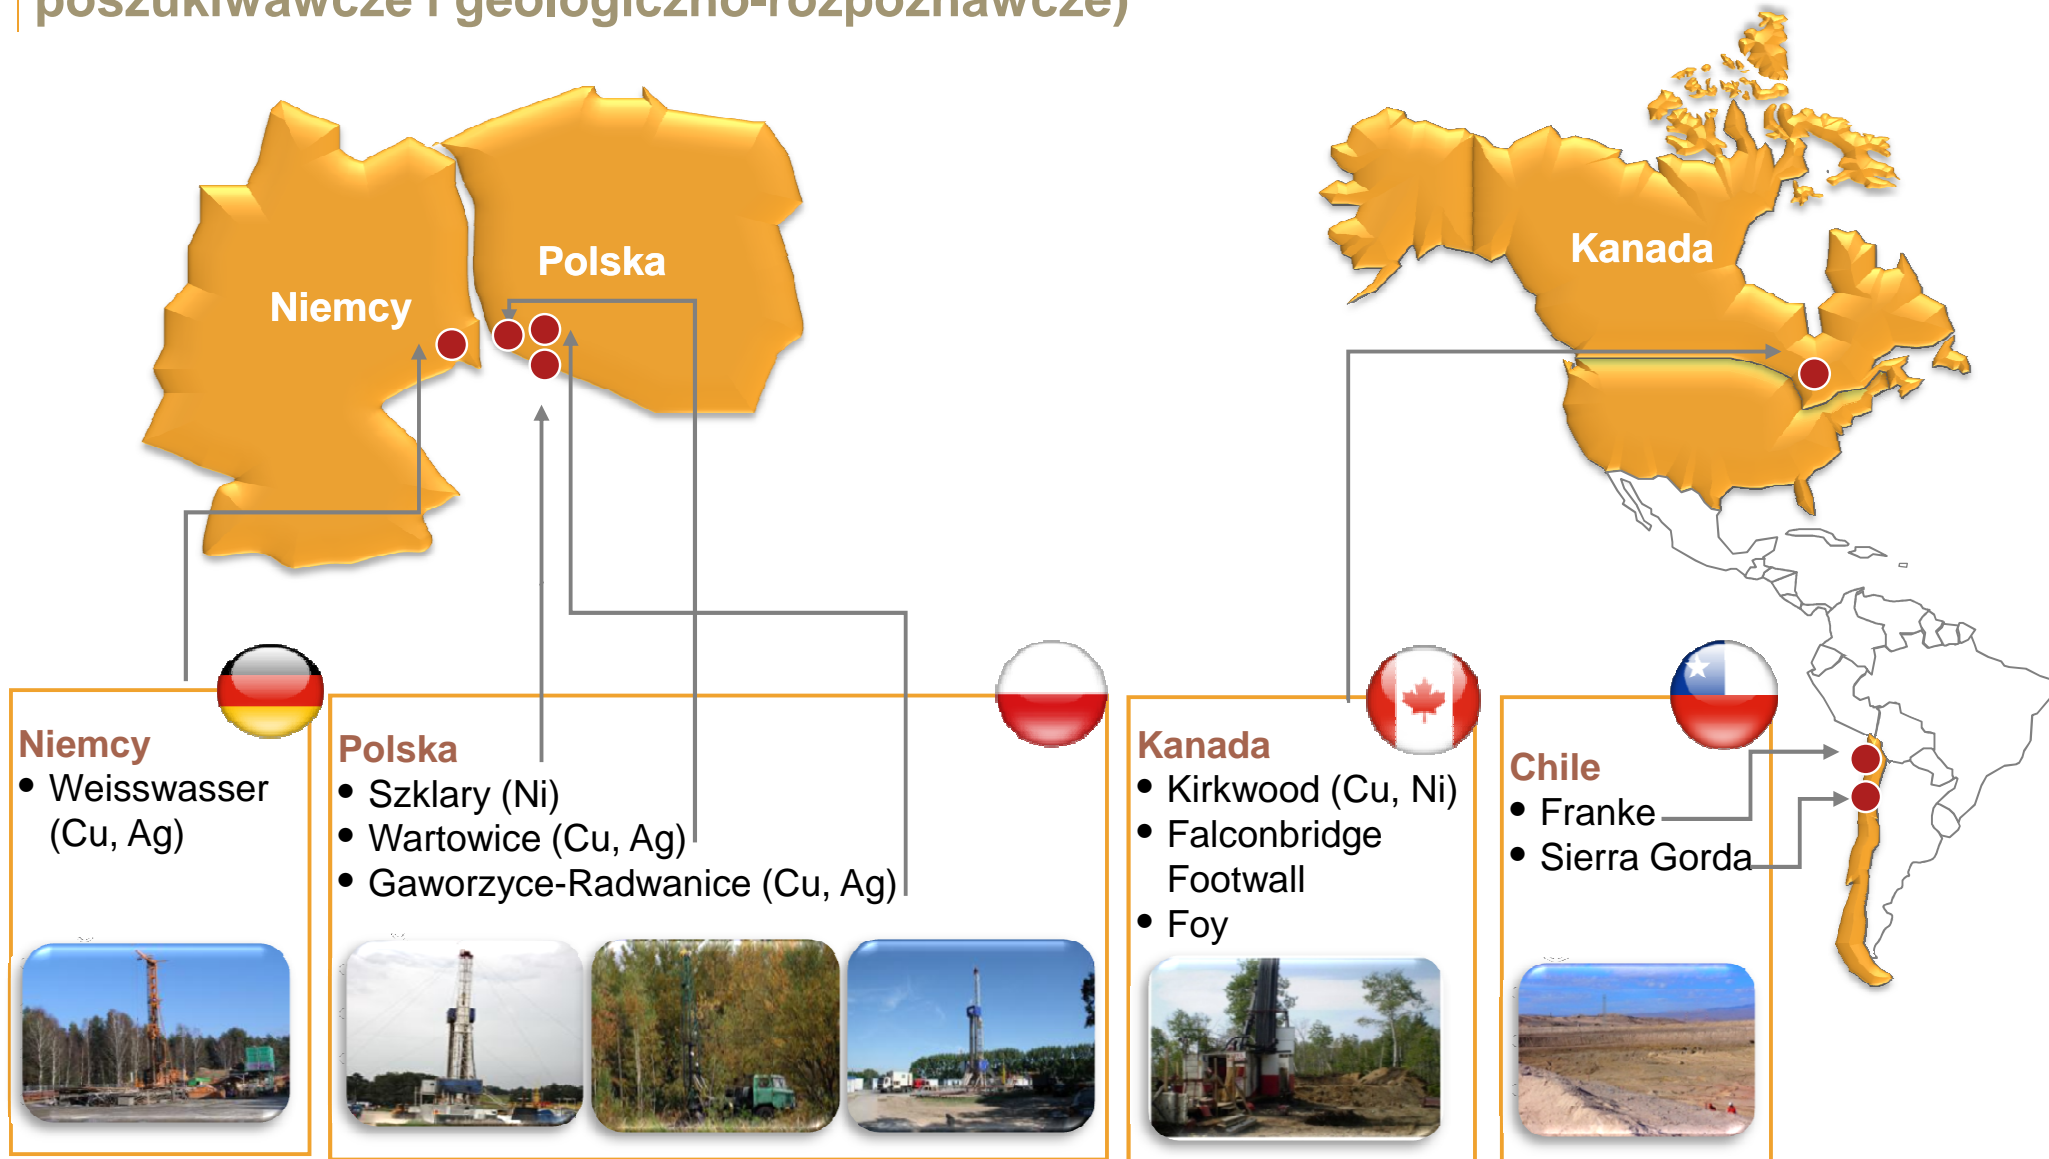 poszukiwawcze i geologiczno-rozpoznawcze)
Niemcy
Polska
Kanada
Niemcy
• Weisswasser
(Cu, Ag)
Polska
• Szklary (Ni)
• Wartowice (Cu, Ag)
• Gaworzyce-Radwanice (Cu, Ag)
Kanada
• Kirkwood (Cu, Ni)
• Falconbridge
Footwall
• Foy
Chile
• Franke
• Sierra Gorda